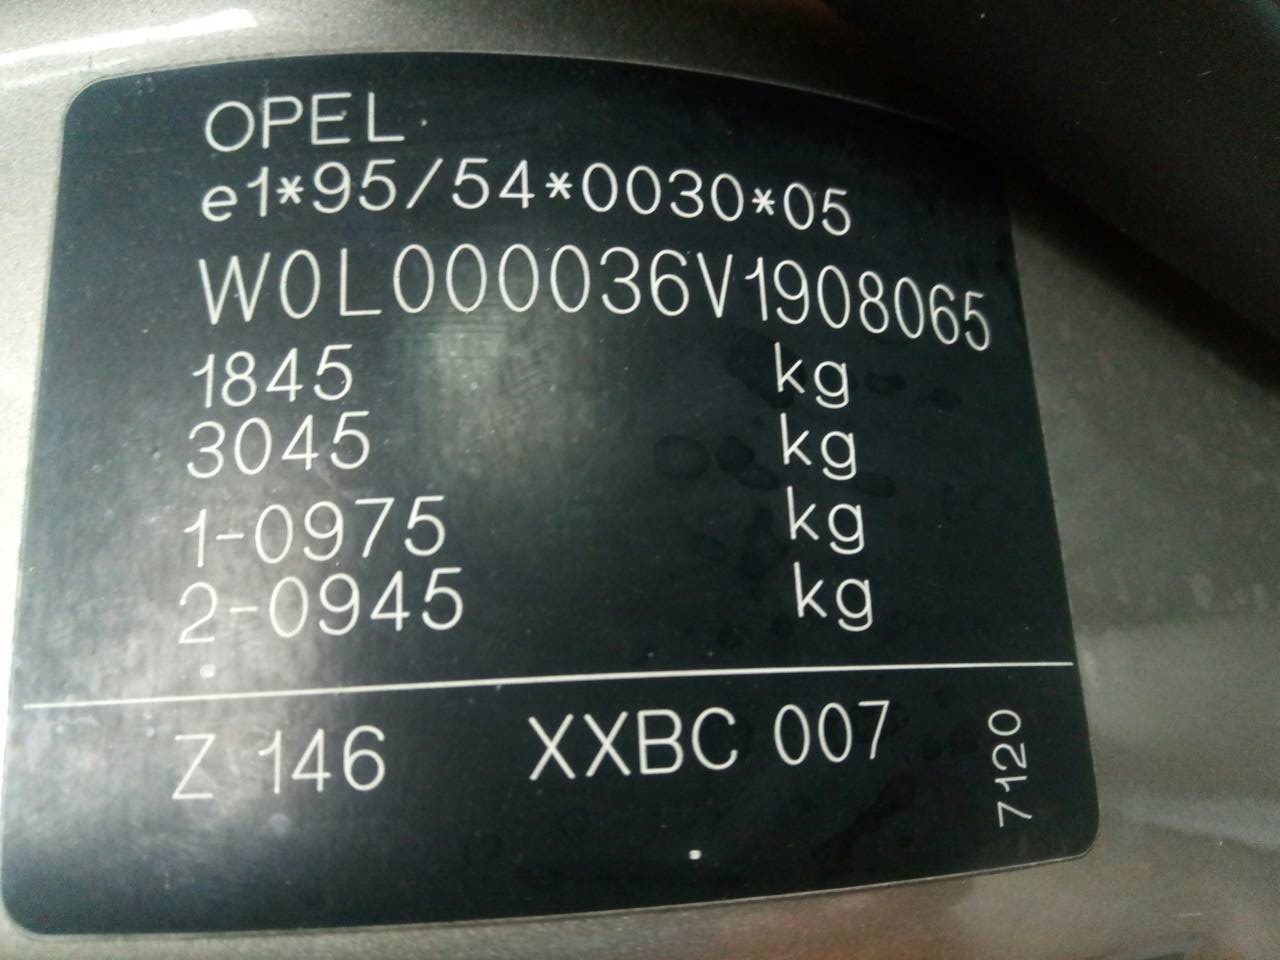 OPEL
e1*95/54*0030*05
W0L000036V1908065
1845 kg
3045 kg
1-0975 kg
2-0945 kg
Z 146 XXBC 007
7120